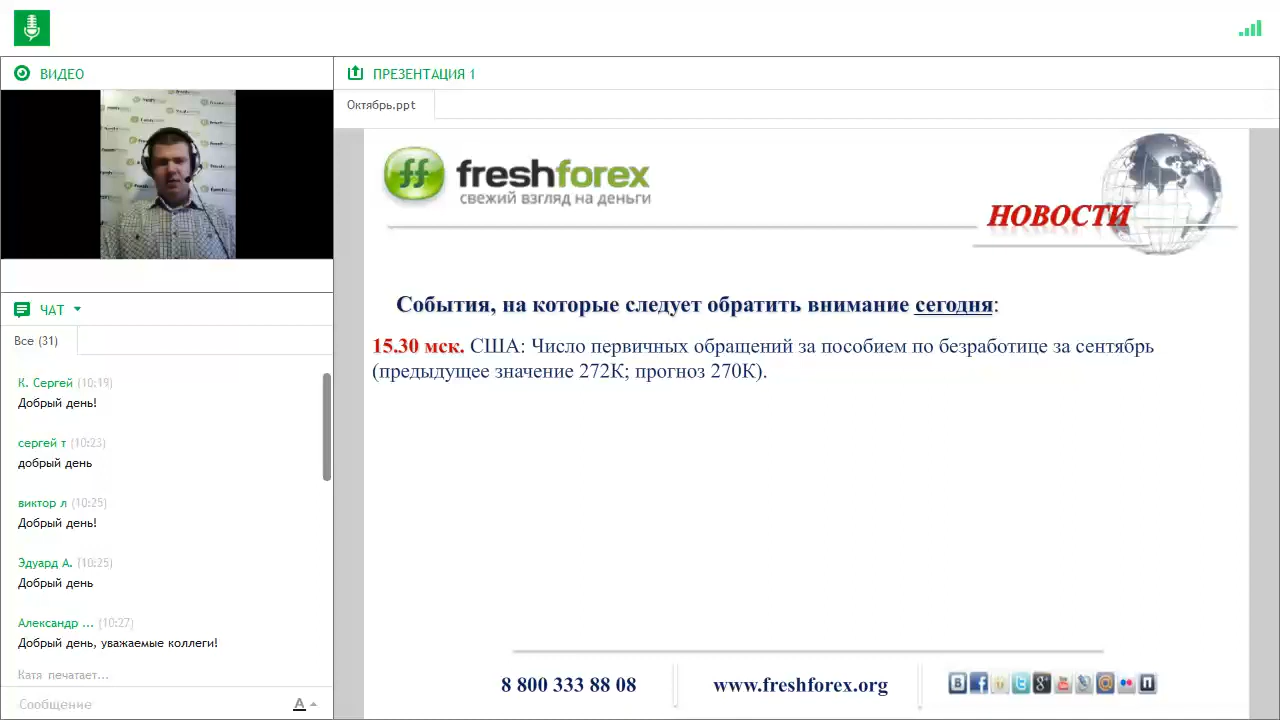 ВИДЕО
ПРЕЗЕНТАЦИЯ 1
Октябрь.ppt
freshforex
свежий взгляд на деньги
НОВОСТИ
События, на которые следует обратить внимание сегодня:
15.30 мск. США: Число первичных обращений за пособием по безработице за сентябрь
(предыдущее значение 272К; прогноз 270К).
8 800 333 88 08
www.freshforex.org
ЧАТ
Все (31)
К. Сергей (10:19)
Добрый день!
сергей т (10:23)
добрый день
виктор л (10:25)
Добрый день!
Эдуард А. (10:25)
Добрый день
Александр ... (10:27)
Добрый день, уважаемые коллеги!
Катя печатает...
Сообщение
A